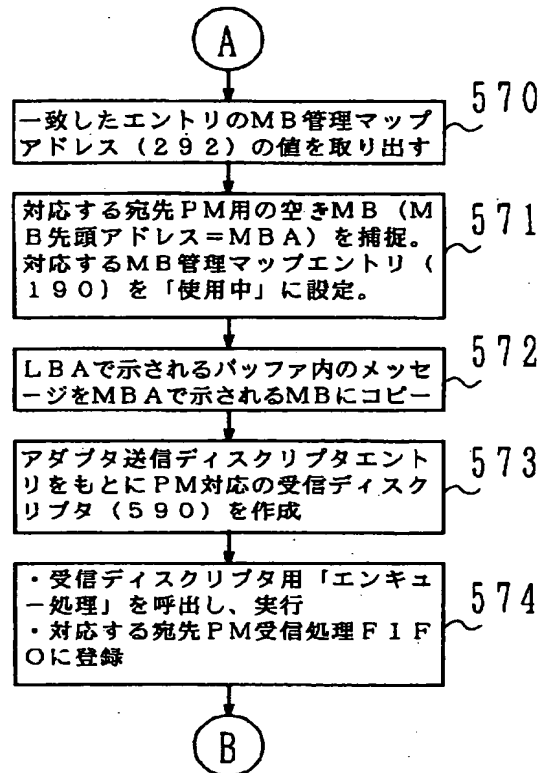 A
570
一致したエントリのMB管理マップ
アドレス(292)の値を取り出す
571
対応する宛先PM用の空きMB(M
B先頭アドレス=MBA)を捕捉。
対応するMB管理マップエントリ(
190)を「使用中」に設定。
572
LBAで示されるバッファ内のメッセ
ージをMBAで示されるMBにコピー
573
アダプタ送信ディスクリプタエント
リをもとにPM対応の受信ディスク
リプタ(590)を作成
574
・受信ディスクリプタ用「エンキュ
ー処理」を呼出し、実行
・対応する宛先PM受信処理FIF
Oに登録
B